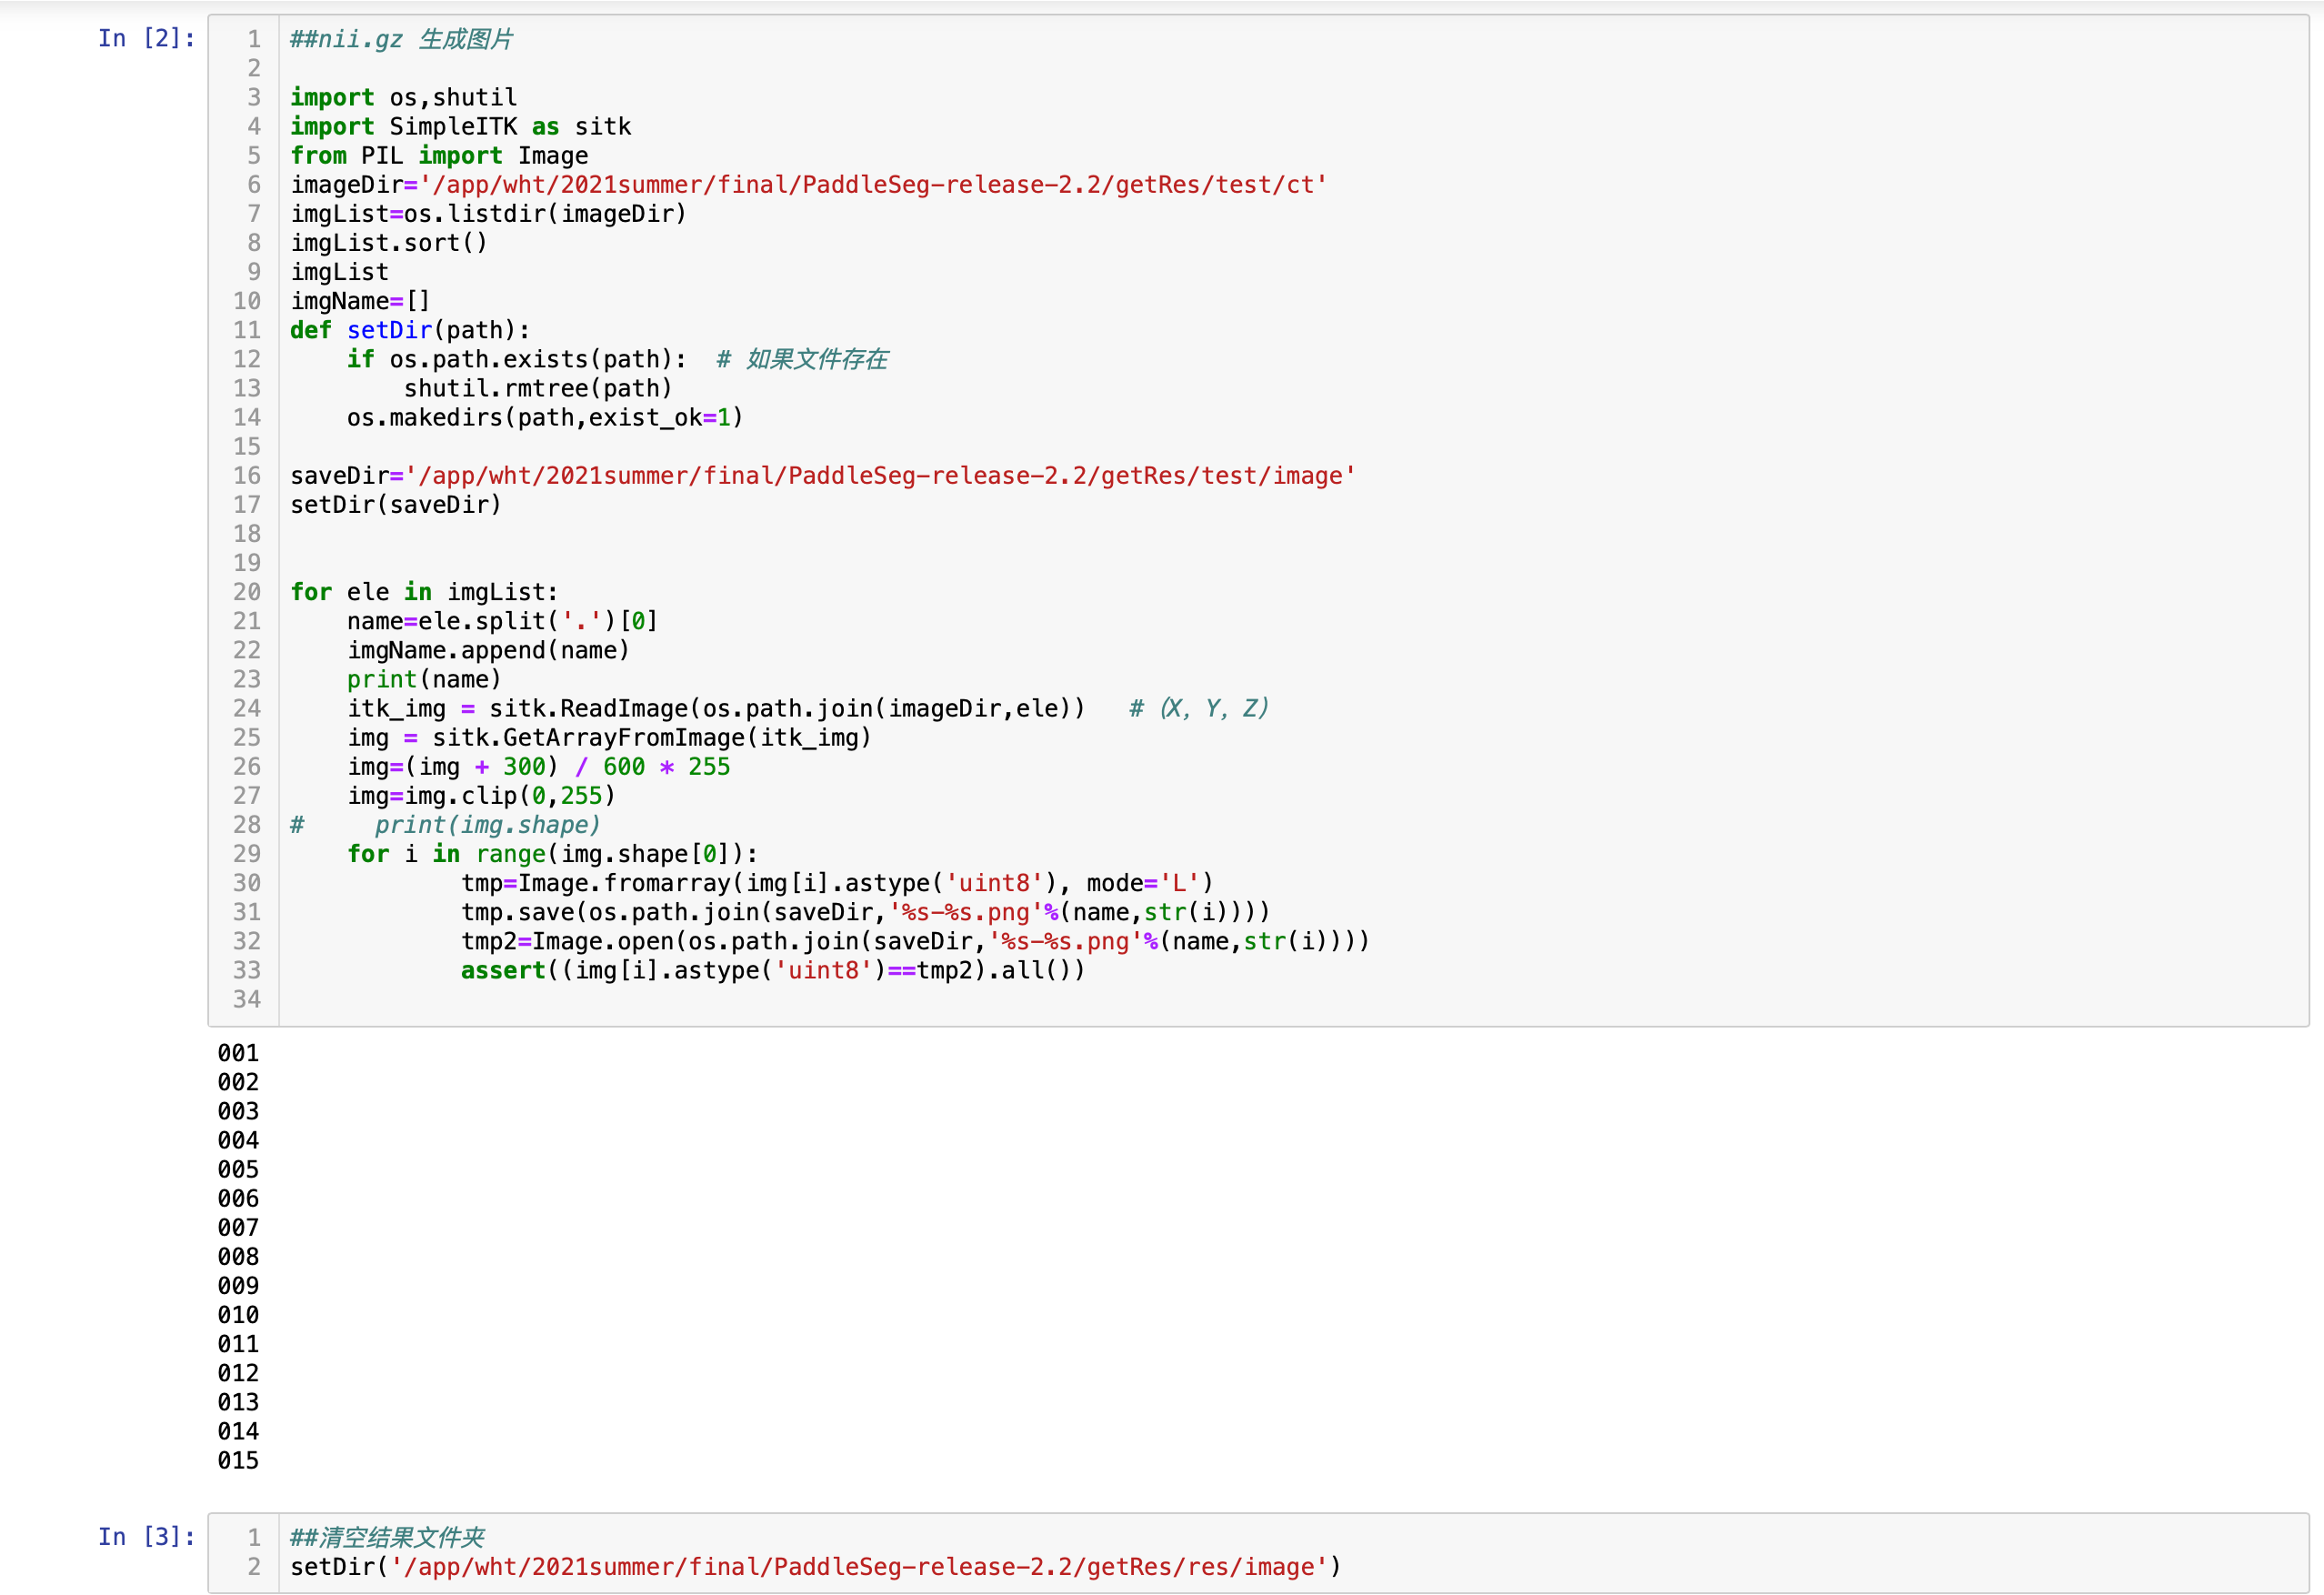 In [2]:
1 ##nii.gz 生成图片
2
3 import os,shutil
4 import SimpleITK as sitk
5 from PIL import Image
6 imageDir='/app/wht/2021summer/final/PaddleSeg-release-2.2/getRes/test/ct'
7 imgList=os.listdir(imageDir)
8 imgList.sort()
9 imgList
10 imgName=[]
11 def setDir(path):
12     if os.path.exists(path):  # 如果文件存在
13         shutil.rmtree(path)
14     os.makedirs(path,exist_ok=1)
15
16 saveDir='/app/wht/2021summer/final/PaddleSeg-release-2.2/getRes/test/image'
17 setDir(saveDir)
18
19
20 for ele in imgList:
21     name=ele.split('.')[0]
22     imgName.append(name)
23     print(name)
24     itk_img = sitk.ReadImage(os.path.join(imageDir,ele))   #（X, Y, Z）
25     img = sitk.GetArrayFromImage(itk_img)
26     img=(img + 300) / 600 * 255
27     img=img.clip(0,255)
28 #     print(img.shape)
29     for i in range(img.shape[0]):
30             tmp=Image.fromarray(img[i].astype('uint8'), mode='L')
31             tmp.save(os.path.join(saveDir,'%s-%s.png'%(name,str(i))))
32             tmp2=Image.open(os.path.join(saveDir,'%s-%s.png'%(name,str(i))))
33             assert((img[i].astype('uint8')==tmp2).all())
34
001
002
003
004
005
006
007
008
009
010
011
012
013
014
015
In [3]:
1 ##清空结果文件夹
2 setDir('/app/wht/2021summer/final/PaddleSeg-release-2.2/getRes/res/image')